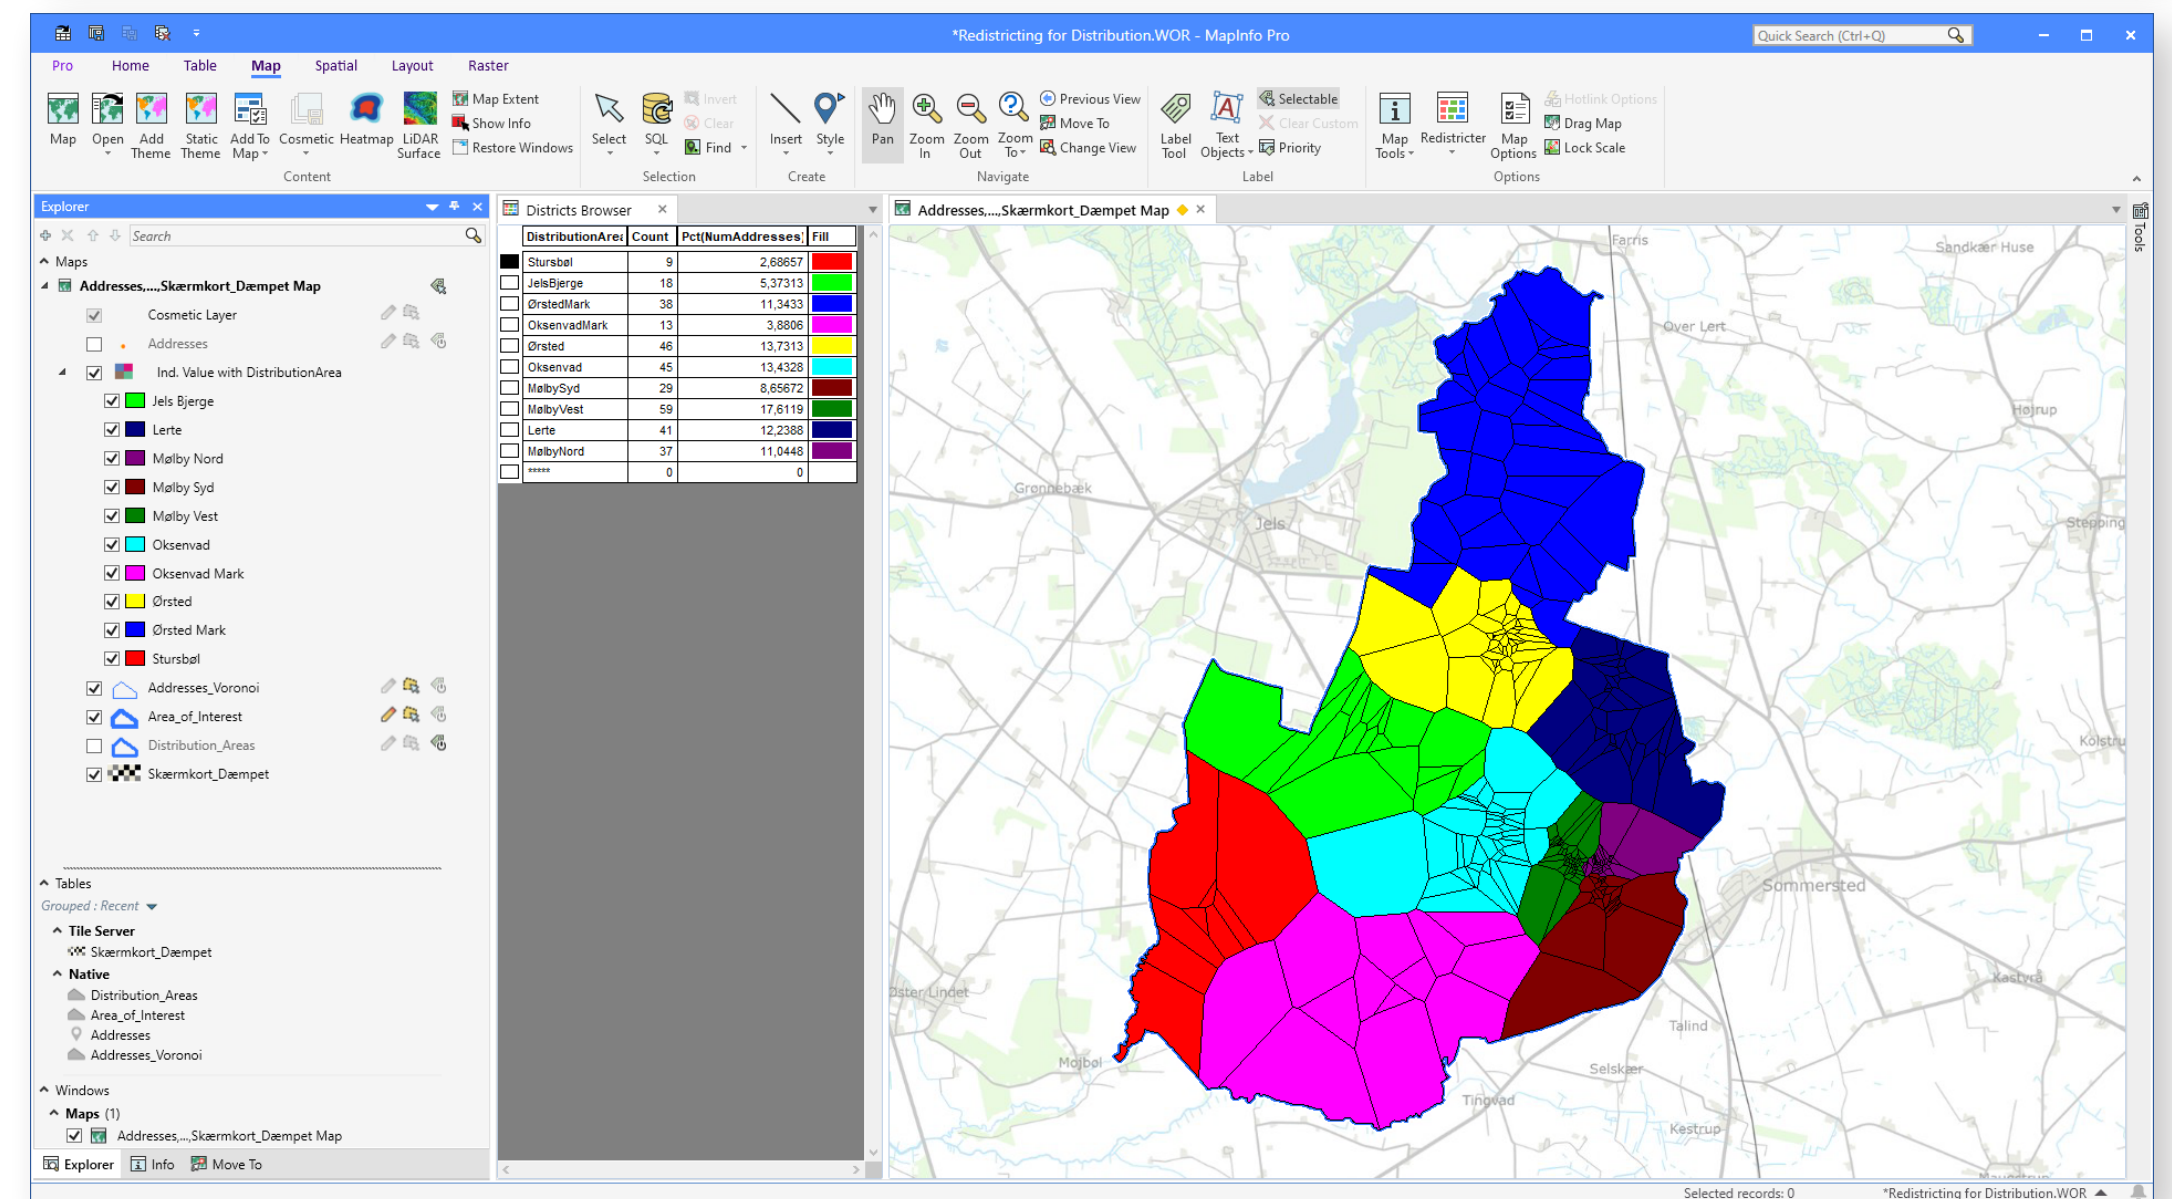 *Redistricting for Distribution.WOR - MapInfo Pro
Quick Search (Ctrl+Q)
Pro Home Table Map Spatial Layout Raster
Map
Open
Add Theme
Static Theme
Add To Map
Cosmetic
Heatmap
LiDAR Surface
Map Extent
Show Info
Restore Windows
Content
Select
SQL
Invert
Clear
Find
Selection
Insert
Style
Create
Pan
Zoom In
Zoom Out
Zoom To
Previous View
Move To
Change View
Navigate
Label Tool
Text Objects
Selectable
Clear Custom
Priority
Label
Map Tools
Redistricter
Map Options
Hotlink Options
Drag Map
Lock Scale
Options
Explorer
Search
Maps
Addresses,...,Skærmkort_Dæmpet Map
Cosmetic Layer
Addresses
Ind. Value with DistributionArea
Jels Bjerge
Lerte
Mølby Nord
Mølby Syd
Mølby Vest
Oksenvad
Oksenvad Mark
Ørsted
Ørsted Mark
Stursbøl
Addresses_Voronoi
Area_of_Interest
Distribution_Areas
Skærmkort_Dæmpet
Tables
Grouped : Recent
Tile Server
Skærmkort_Dæmpet
Native
Distribution_Areas
Area_of_Interest
Addresses
Addresses_Voronoi
Windows
Maps (1)
Addresses,...,Skærmkort_Dæmpet Map
Explorer Info Move To
Districts Browser
DistributionArea Count Pct(NumAddresses) Fill
Stursbøl 9 2,68657
JelsBjerge 18 5,37313
ØrstedMark 38 11,3433
OksenvadMark 13 3,8806
Ørsted 46 13,7313
Oksenvad 45 13,4328
MølbySyd 29 8,65672
MølbyVest 59 17,6119
Lerte 41 12,2388
MølbyNord 37 11,0448
***** 0 0
Addresses,...,Skærmkort_Dæmpet Map
Tools
Farris
Sandkær Huse
Over Lert
Højrup
Grønnebæk
Jels
Stepping
Kolstru
Sommersted
Kastvrå
Øster Lindet
Talind
Mojbøl
Selskær
Tingvad
Kestrup
Selected records: 0
*Redistricting for Distribution.WOR